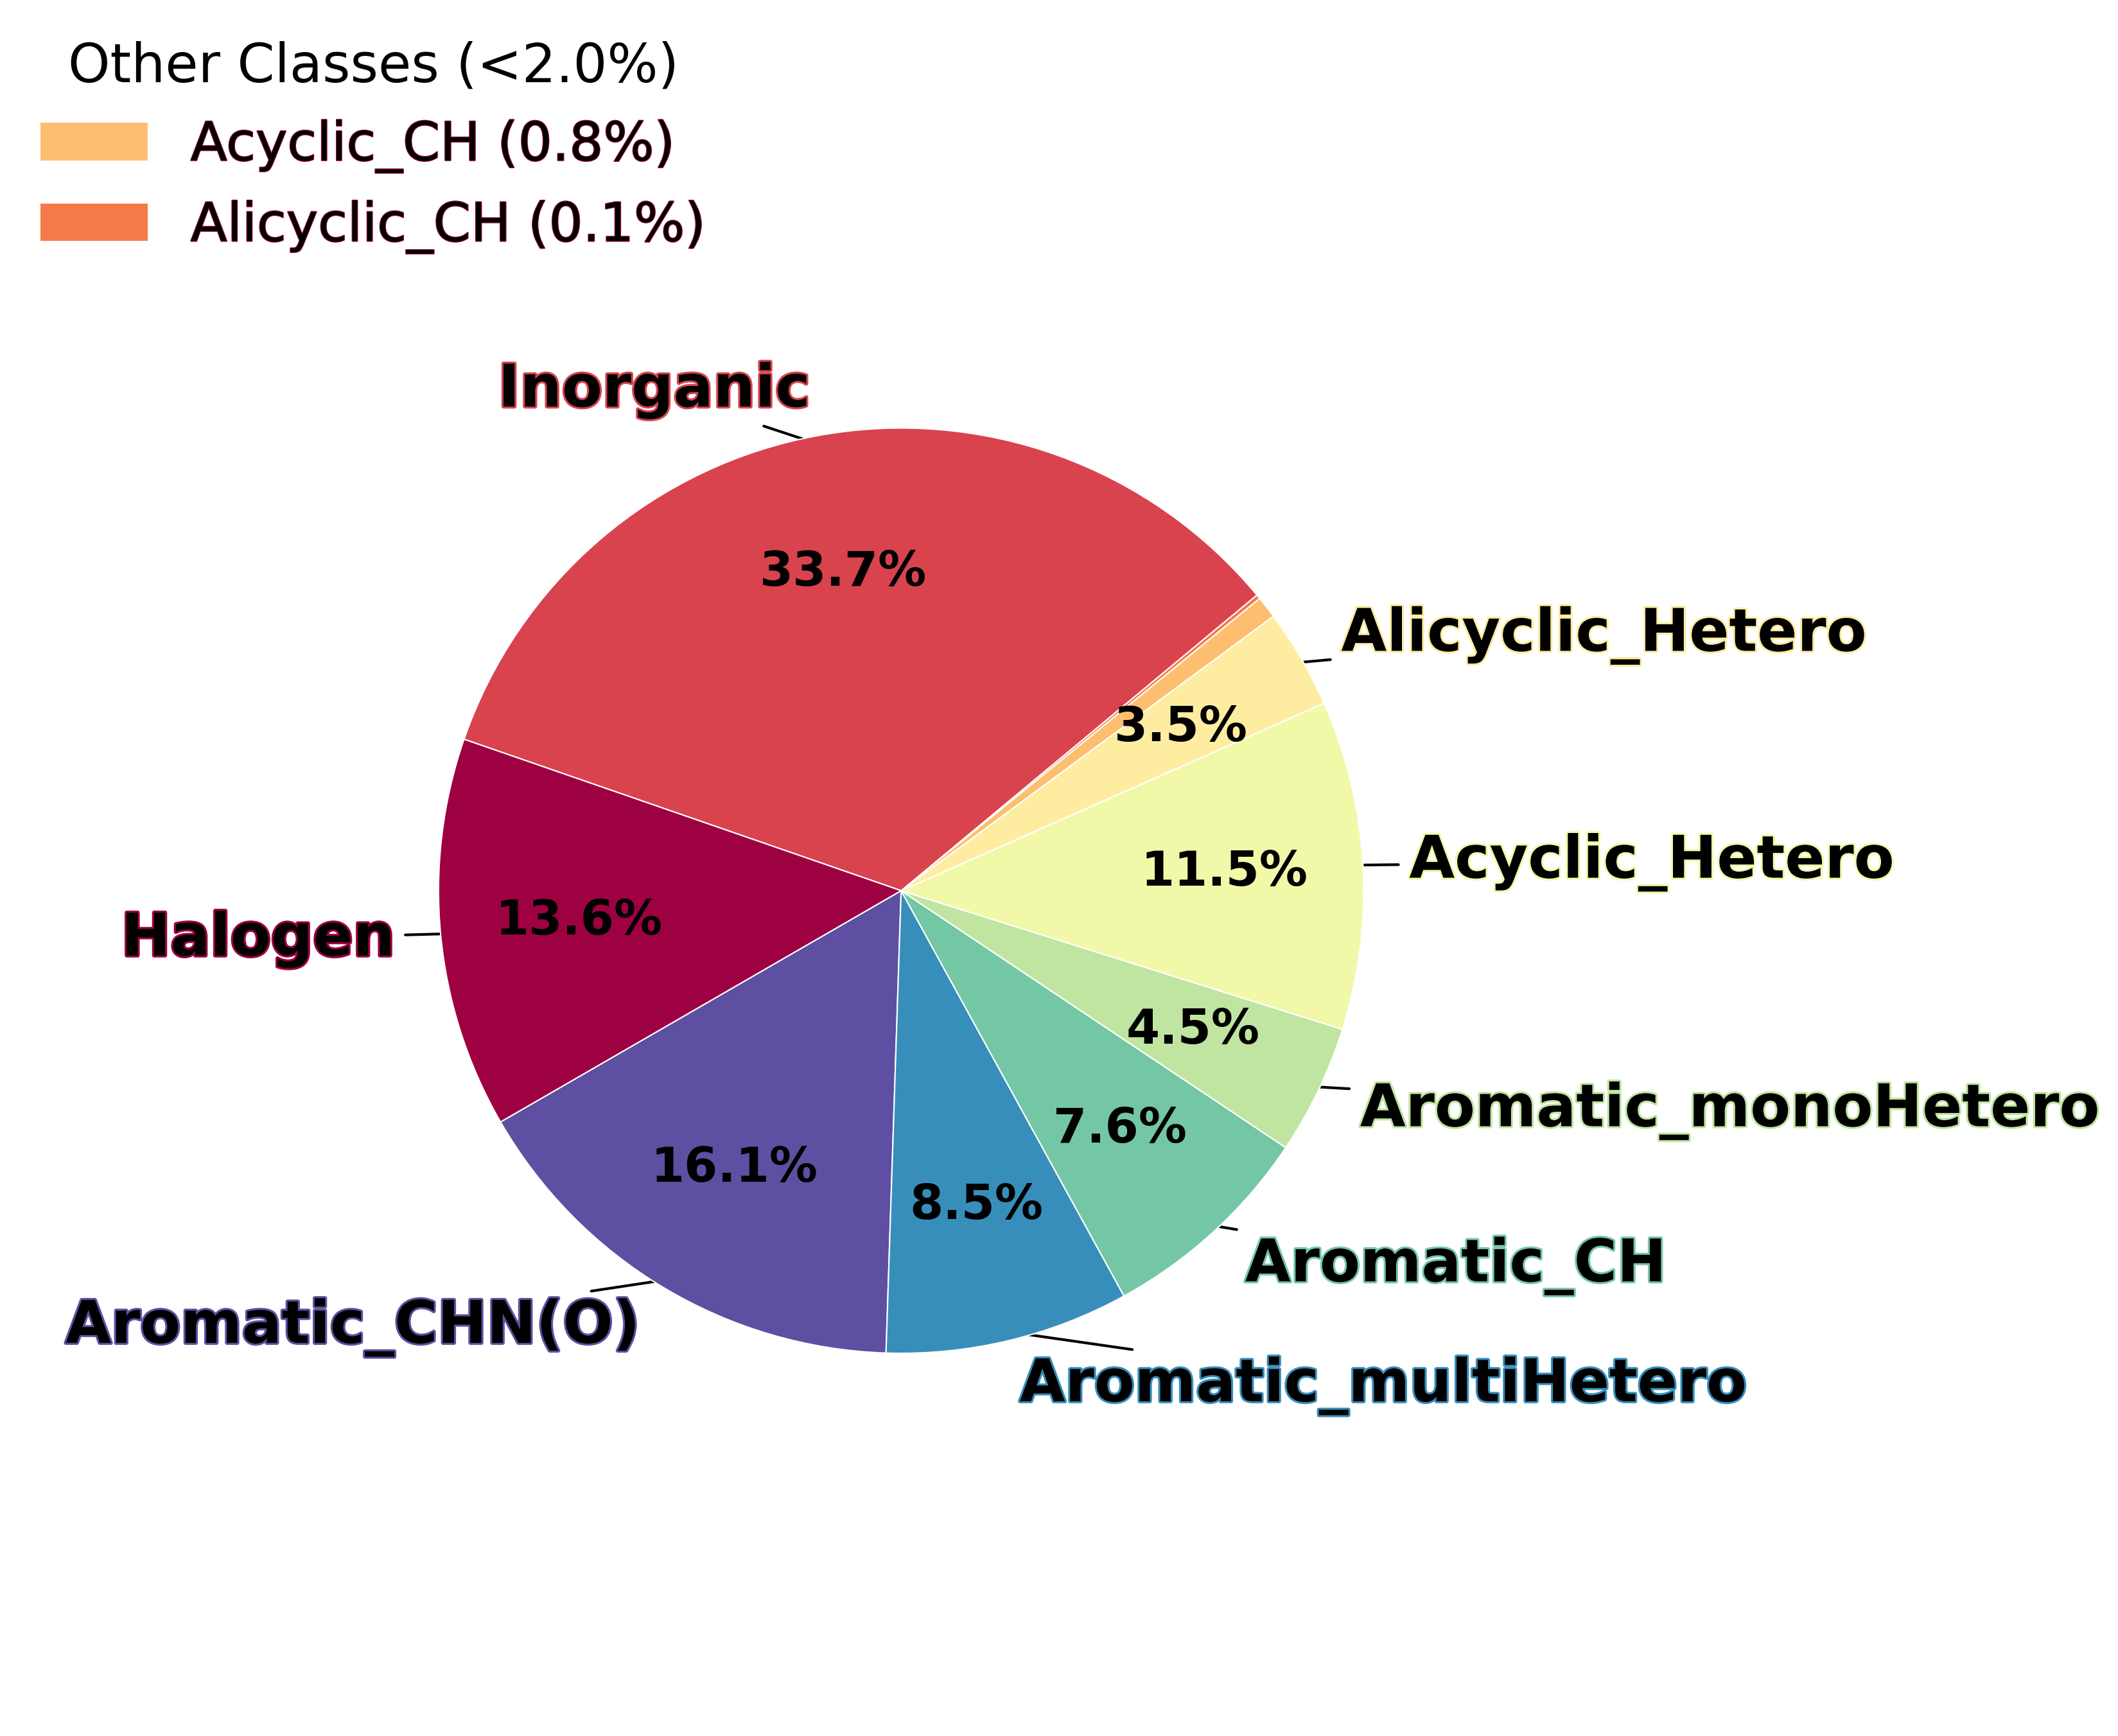 Other Classes (<2.0%)
Acyclic_CH (0.8%)
Alicyclic_CH (0.1%)
Inorganic
33.7%
Alicyclic_Hetero
3.5%
Acyclic_Hetero
11.5%
Halogen
13.6%
4.5%
Aromatic_monoHetero
7.6%
16.1%
8.5%
Aromatic_CH
Aromatic_CHN(O)
Aromatic_multiHetero